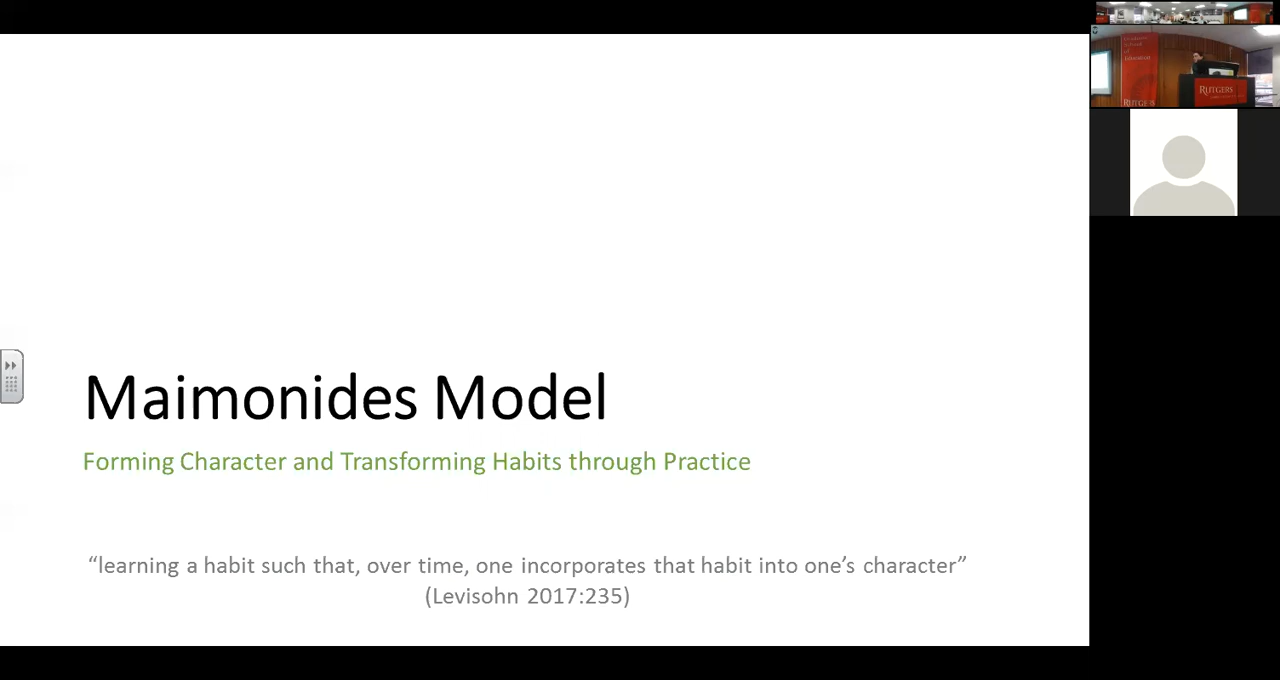 Maimonides Model
Forming Character and Transforming Habits through Practice
“learning a habit such that, over time, one incorporates that habit into one’s character”
(Levisohn 2017:235)
RUTGERS